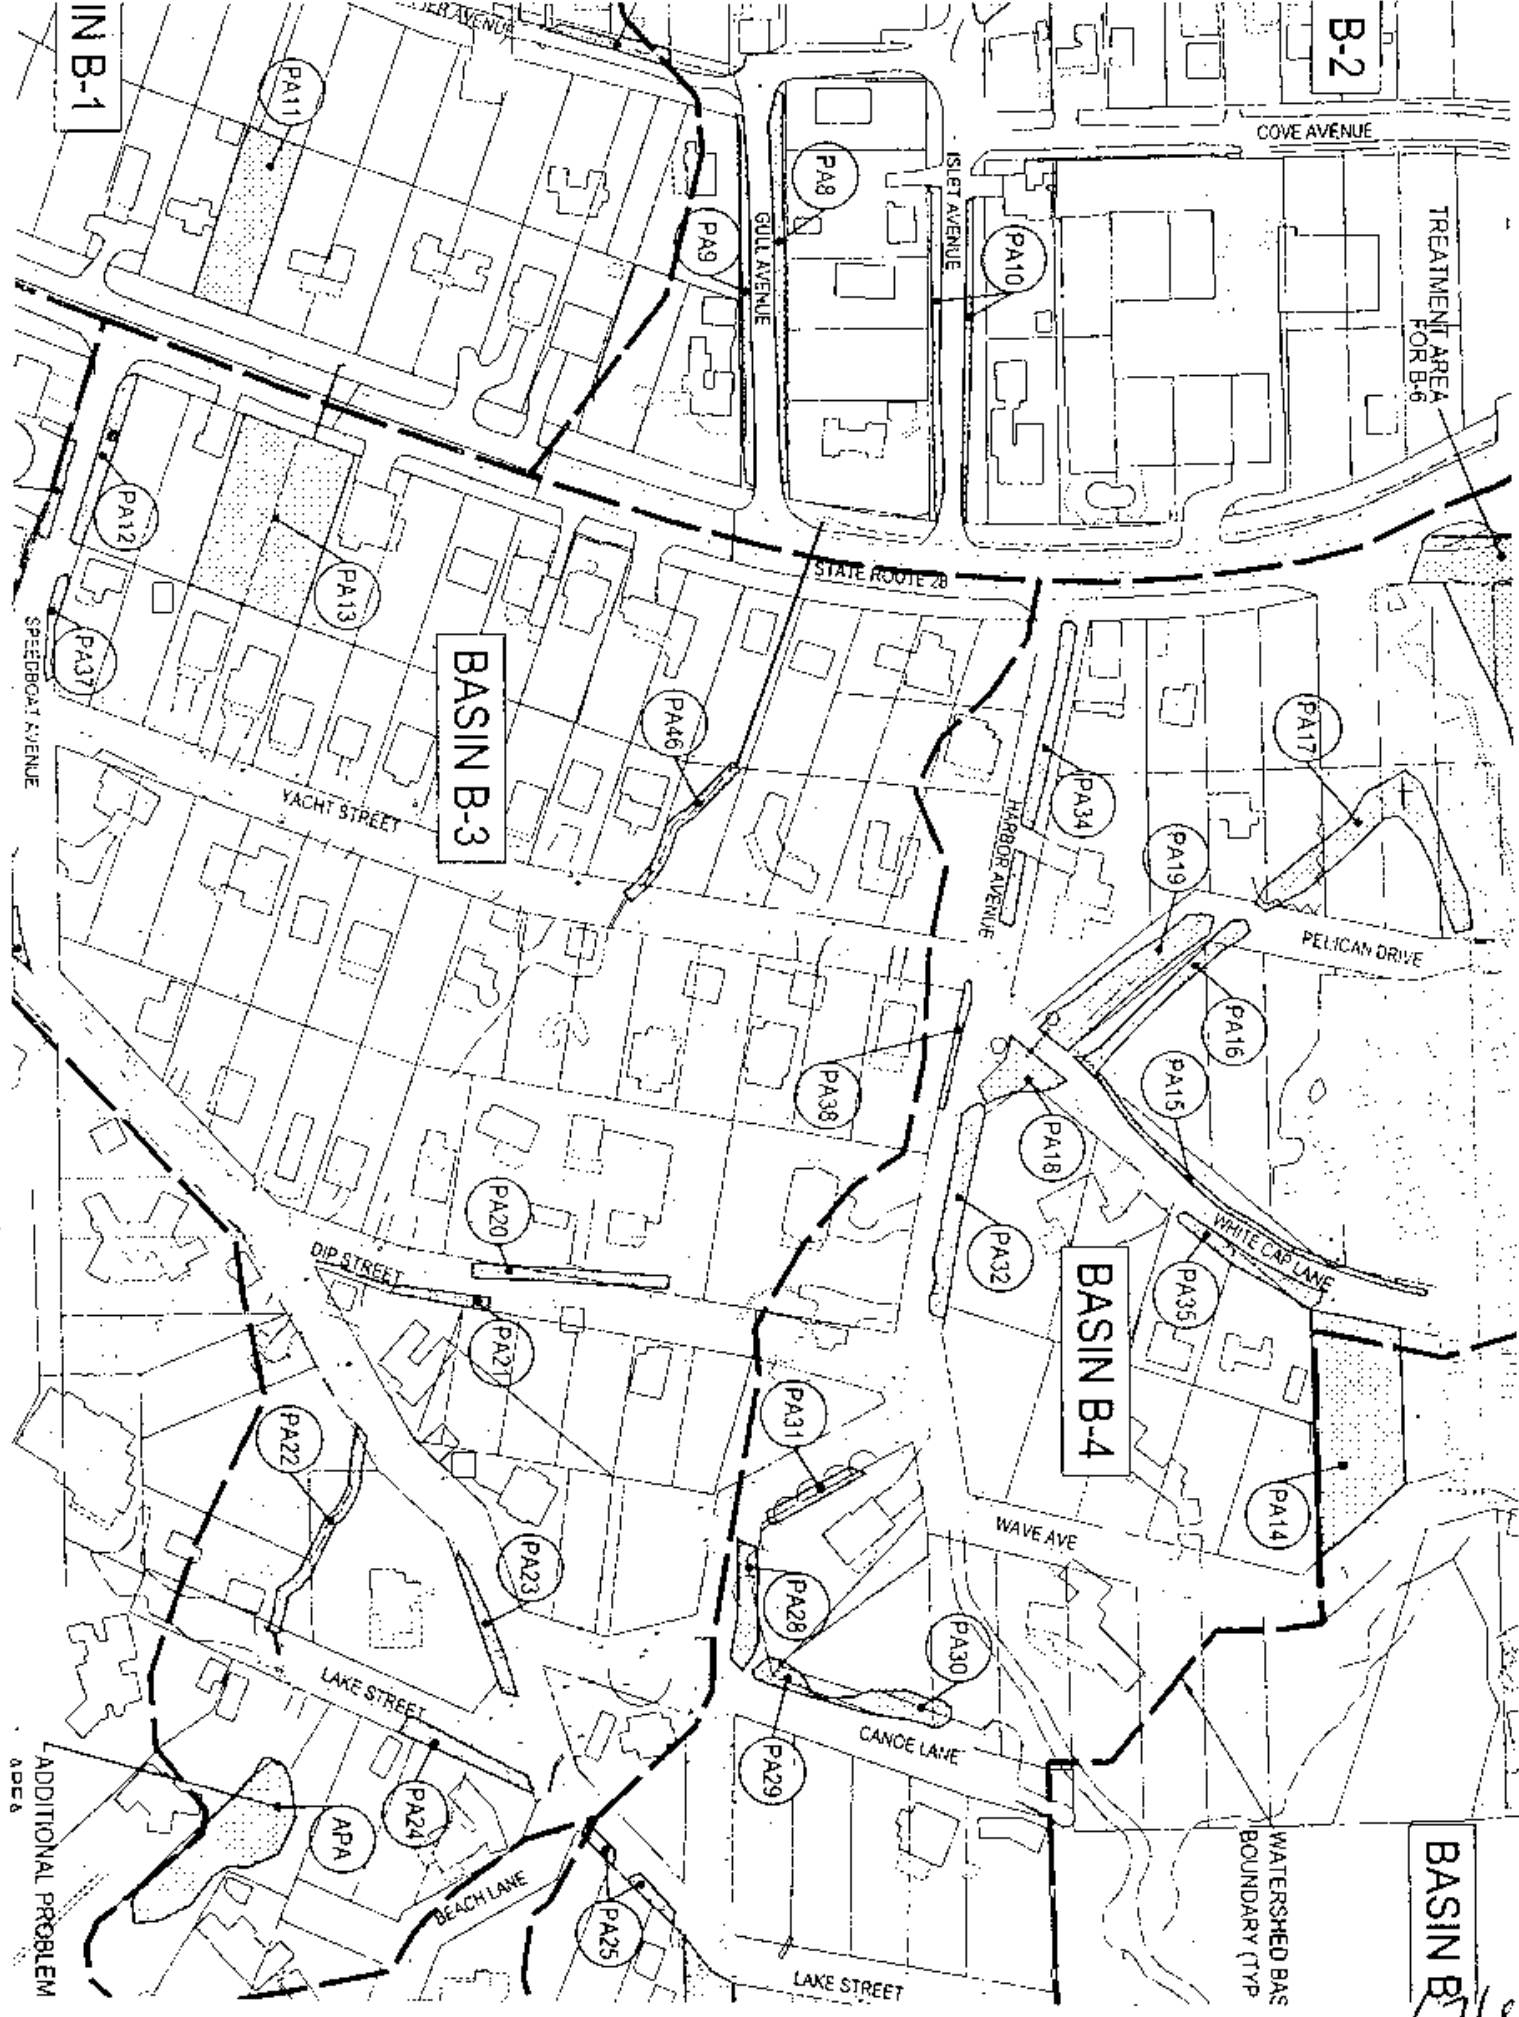 B-2
COVE AVENUE
IN B-1
PA11
PA8
ISLET AVENUE
PA10
PA9
GULL AVENUE
TREATMENT AREA
FOR B-6
PA12
PA13
STATE ROUTE 28
PA37
SPEEDBOAT AVENUE
BASIN B-3
PA46
YACHT STREET
PA34
HARBOR AVENUE
PA17
PA19
PELICAN DRIVE
PA16
PA15
PA38
PA18
PA20
DIP STREET
PA32
BASIN B-4
WHITE CAP LANE
PA35
PA21
PA22
PA31
PA14
WAVE AVE
PA23
PA28
PA30
LAKE STREET
CANOE LANE
PA29
PA24
APA
BEACH LANE
PA25
ADDITIONAL PROBLEM
LAKE STREET
WATERSHED BAS
BOUNDARY (TYP
BASIN B